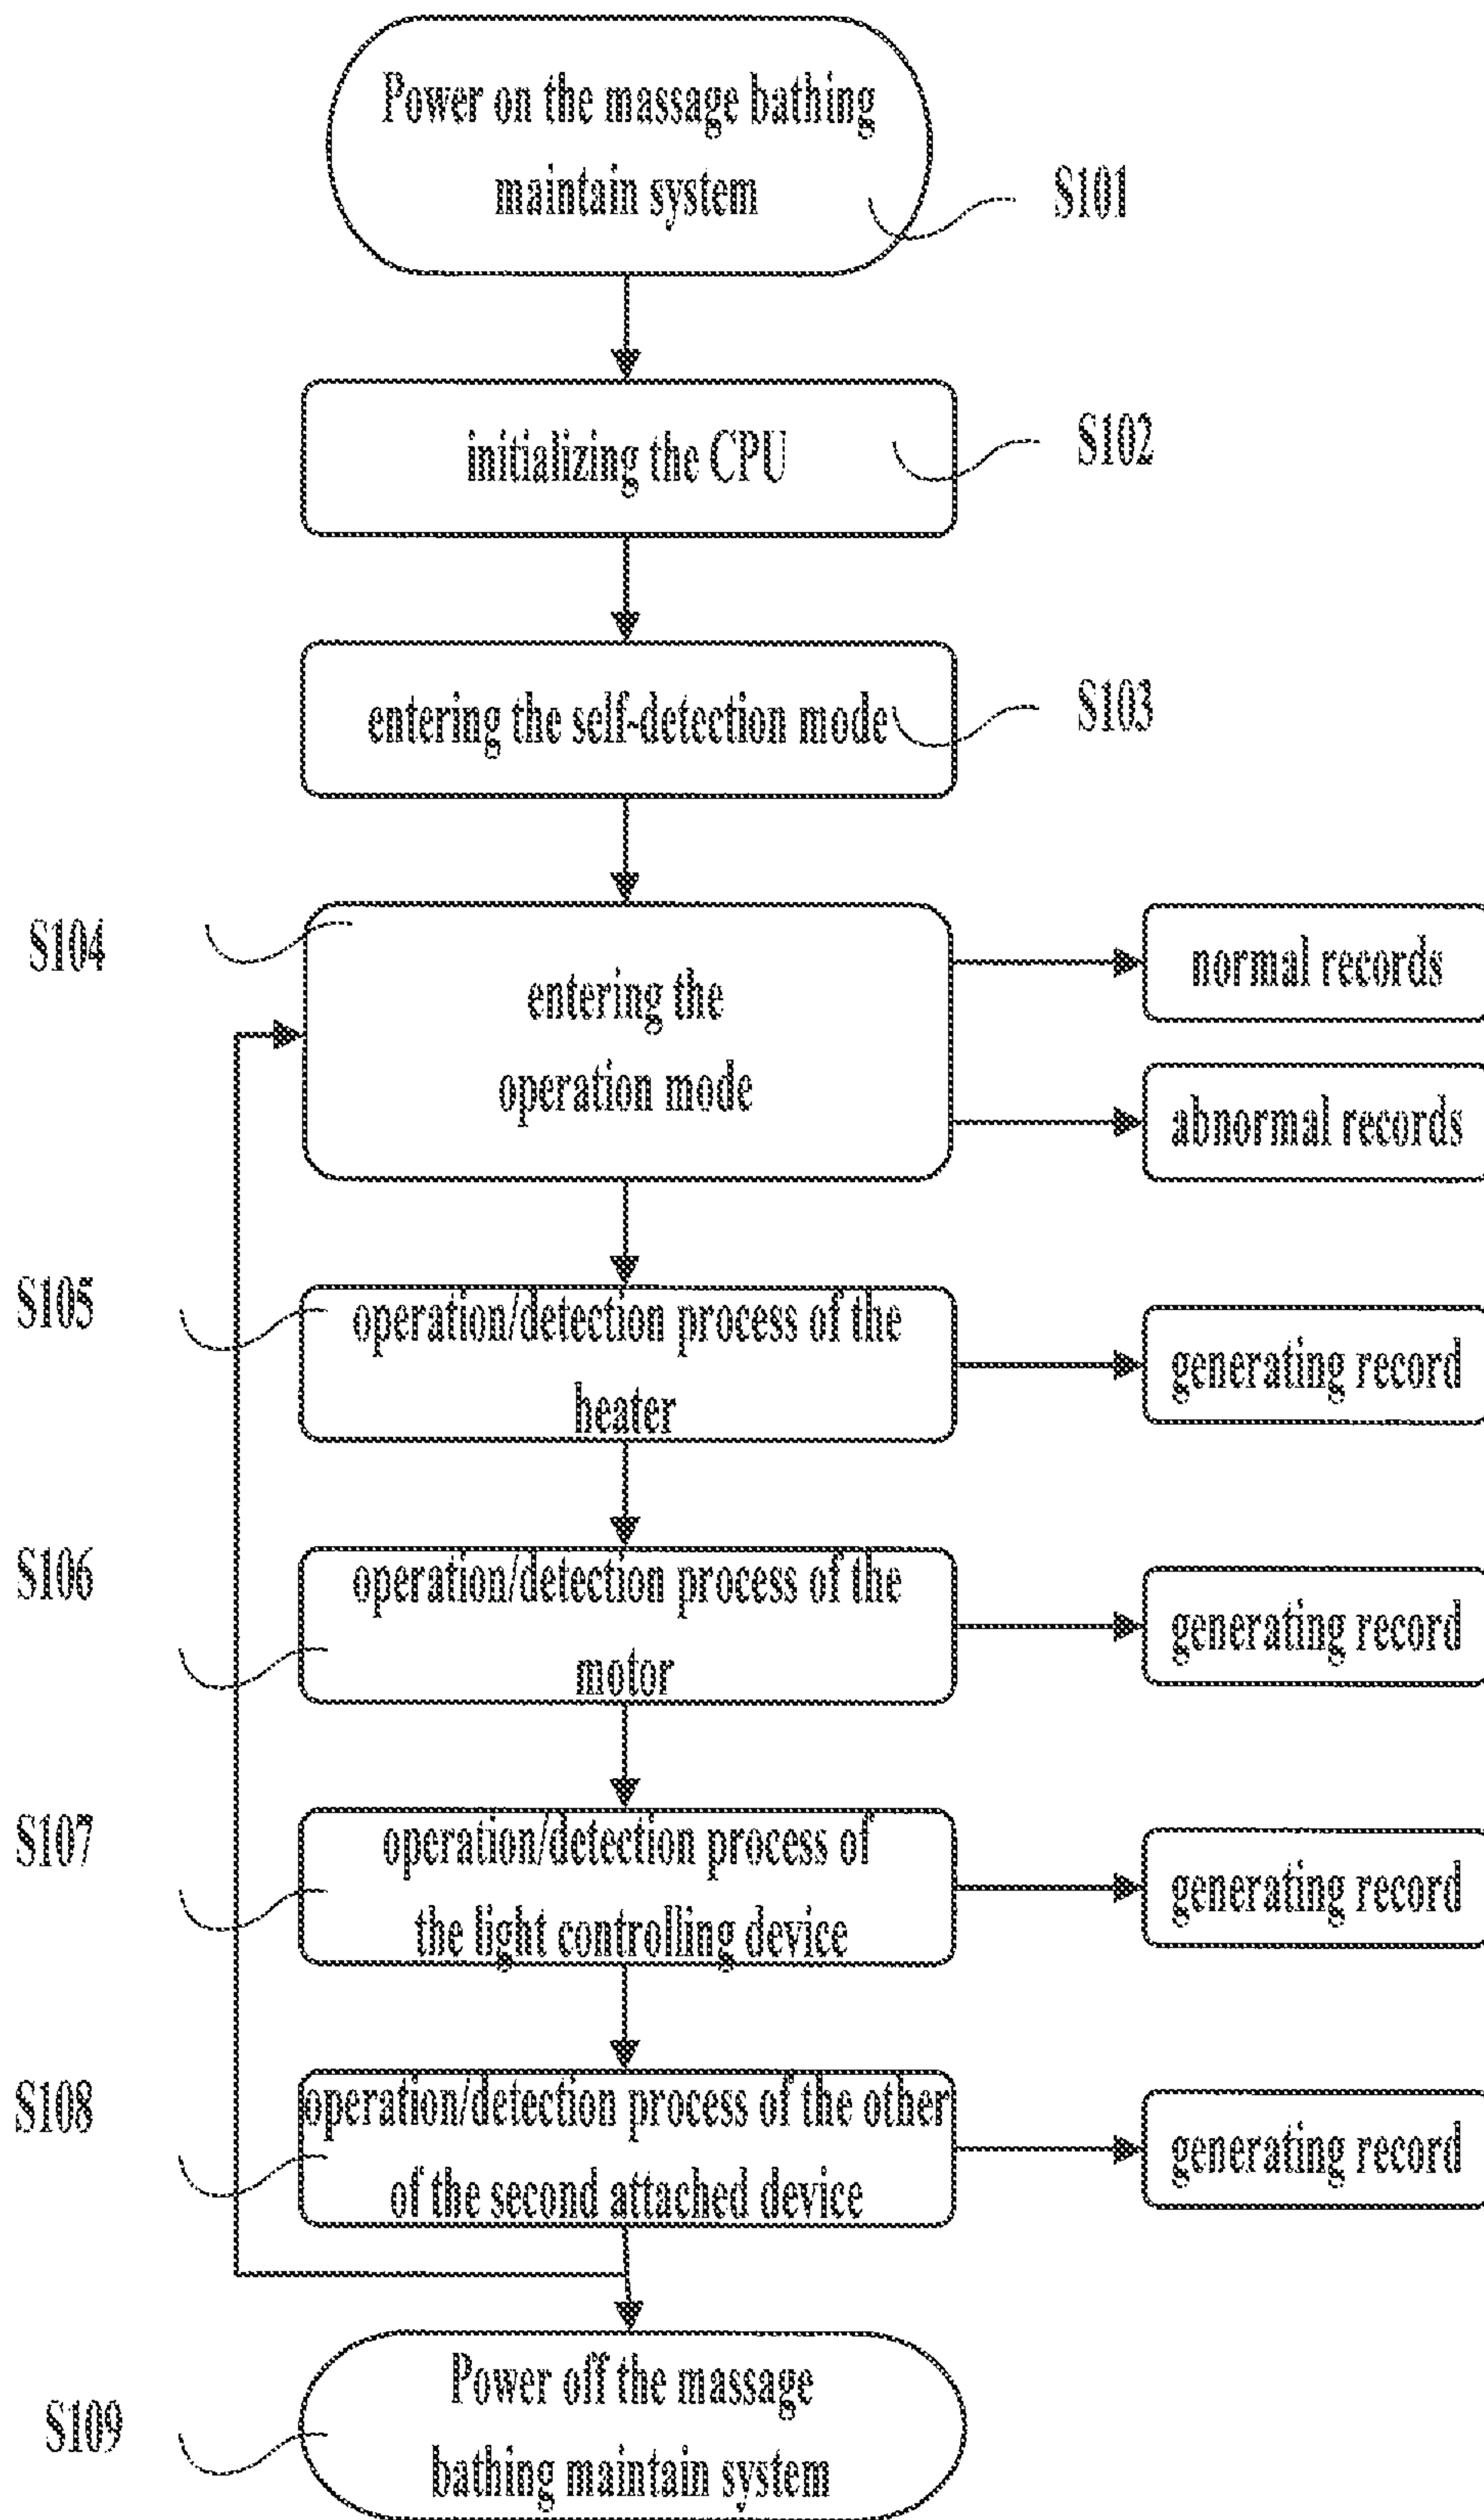 Power on the massage bathing
maintain system
S101
initializing the CPU
S102
entering the self-detection mode
S103
S104
entering the
operation mode
normal records
abnormal records
S105
operation/detection process of the
heater
generating record
S106
operation/detection process of the
motor
generating record
S107
operation/detection process of
the light controlling device
generating record
S108
operation/detection process of the other
of the second attached device
generating record
S109
Power off the massage
bathing maintain system